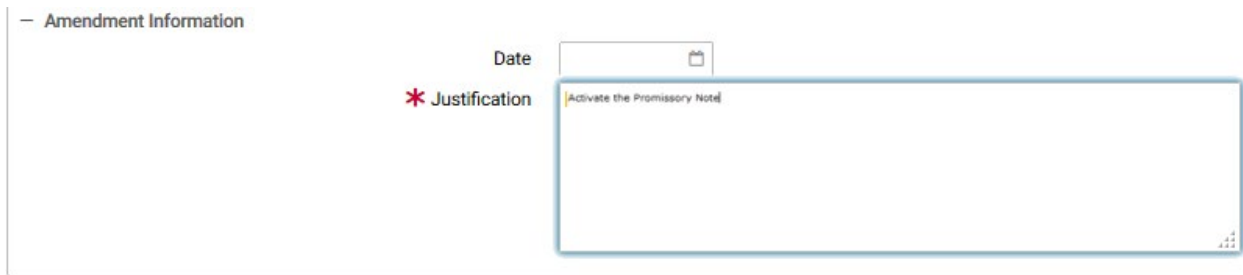 − Amendment Information
Date
* Justification
Activate the Promissory Note